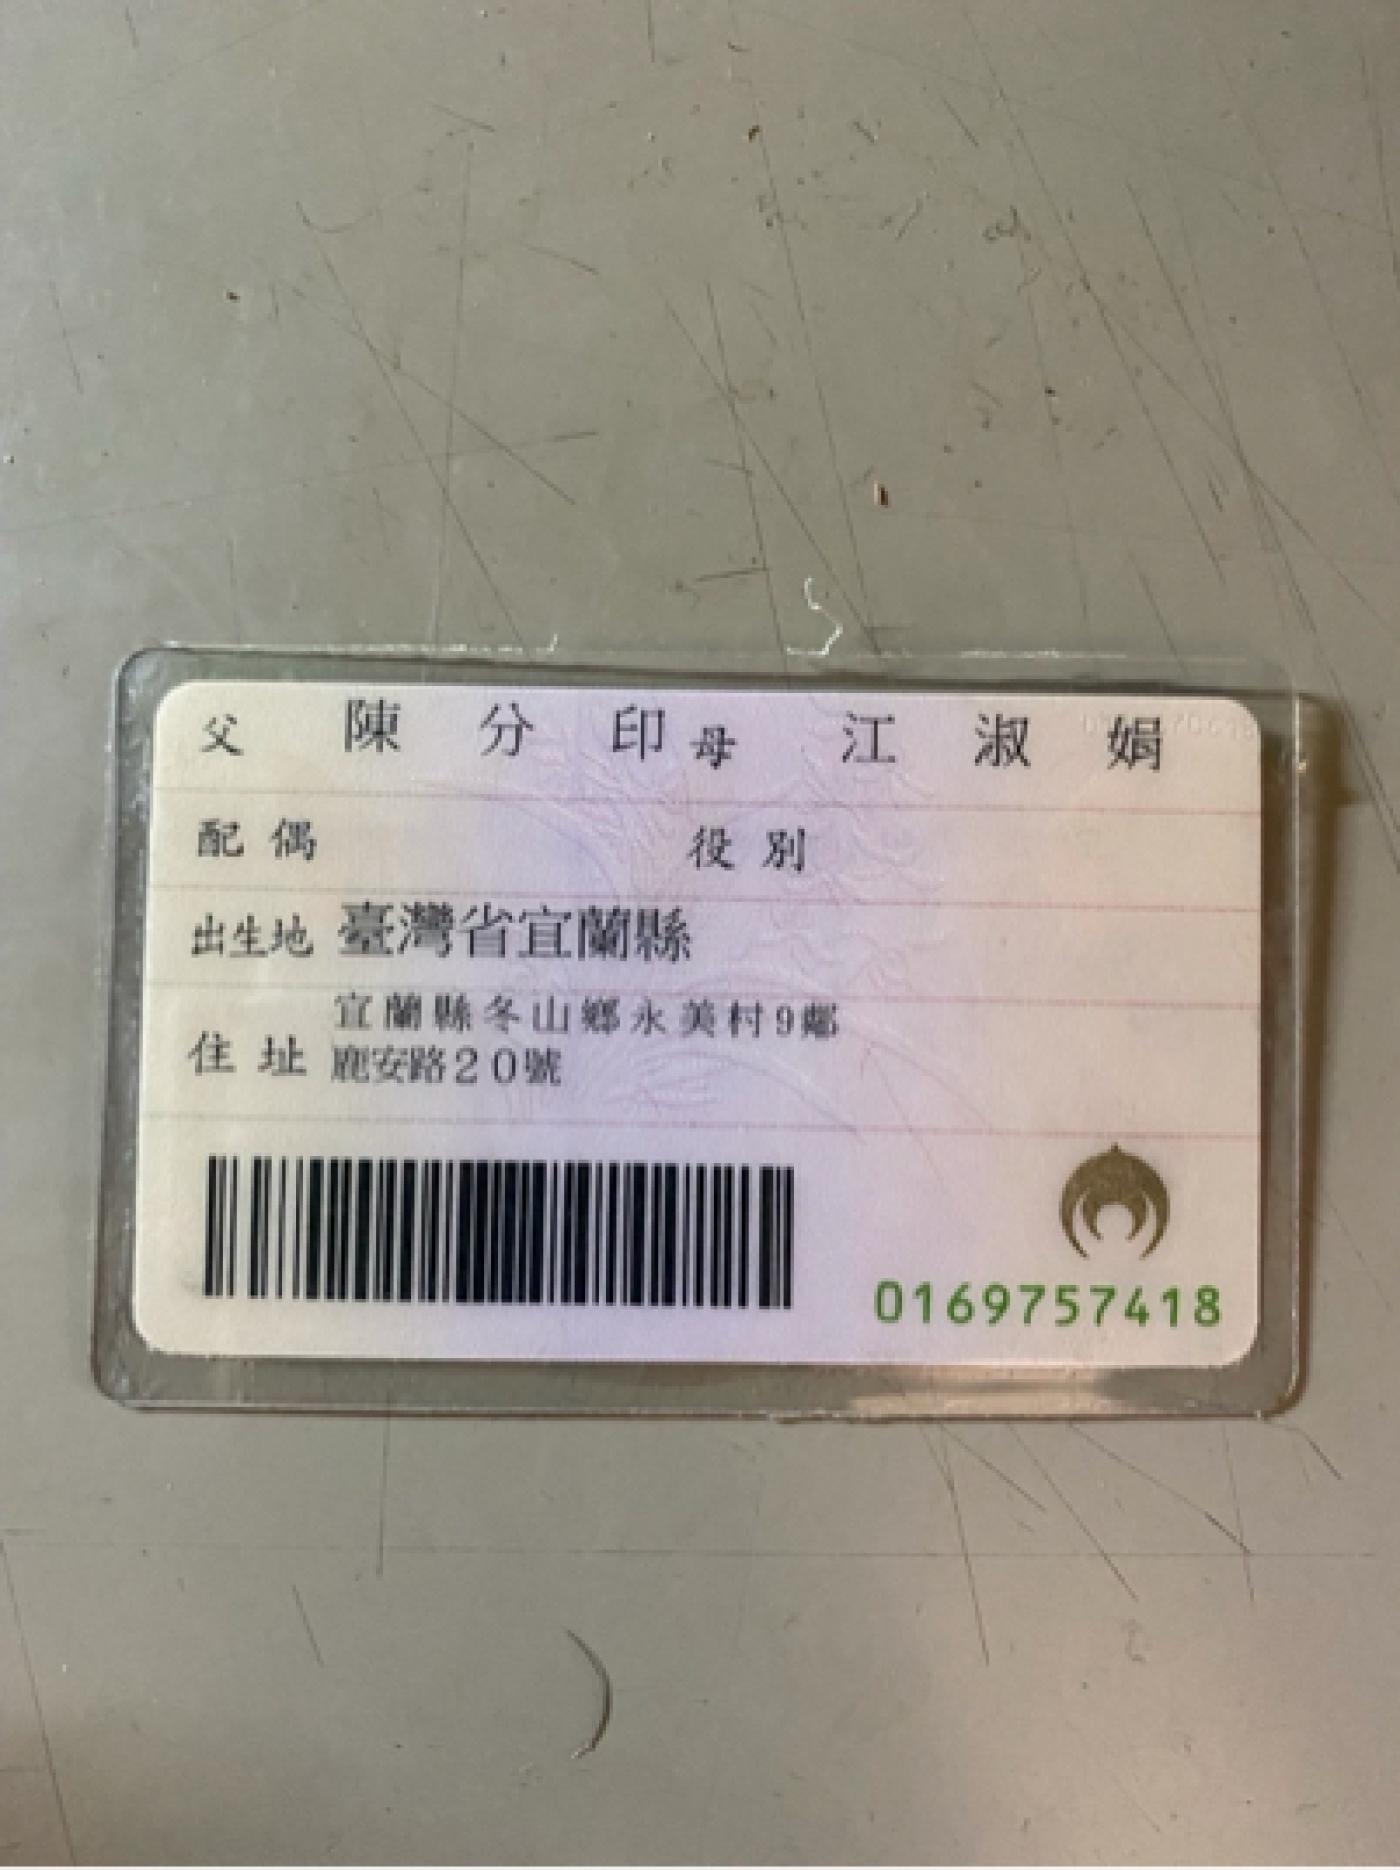 父 陳分印 母 江淑娟
配偶 役別
出生地 臺灣省宜蘭縣
住址 宜蘭縣冬山鄉永美村9鄰
鹿安路20號
0169757418